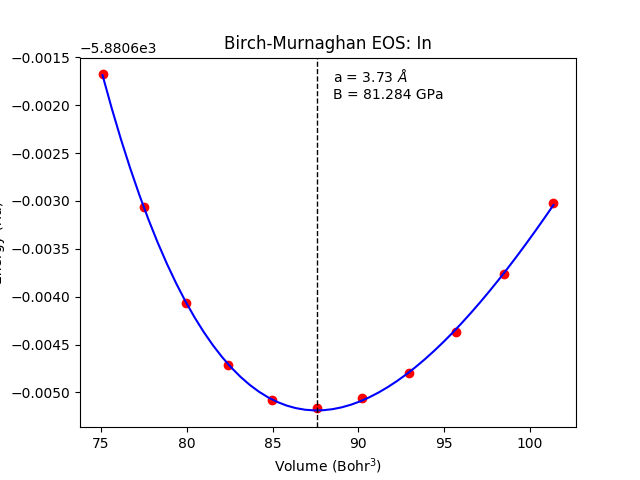 −5.8806e3
Birch-Murnaghan EOS: In
a = 3.73 Å
B = 81.284 GPa
−0.0015
−0.0020
−0.0025
−0.0030
−0.0035
−0.0040
−0.0045
−0.0050
75
80
85
90
95
100
Volume (Bohr³)